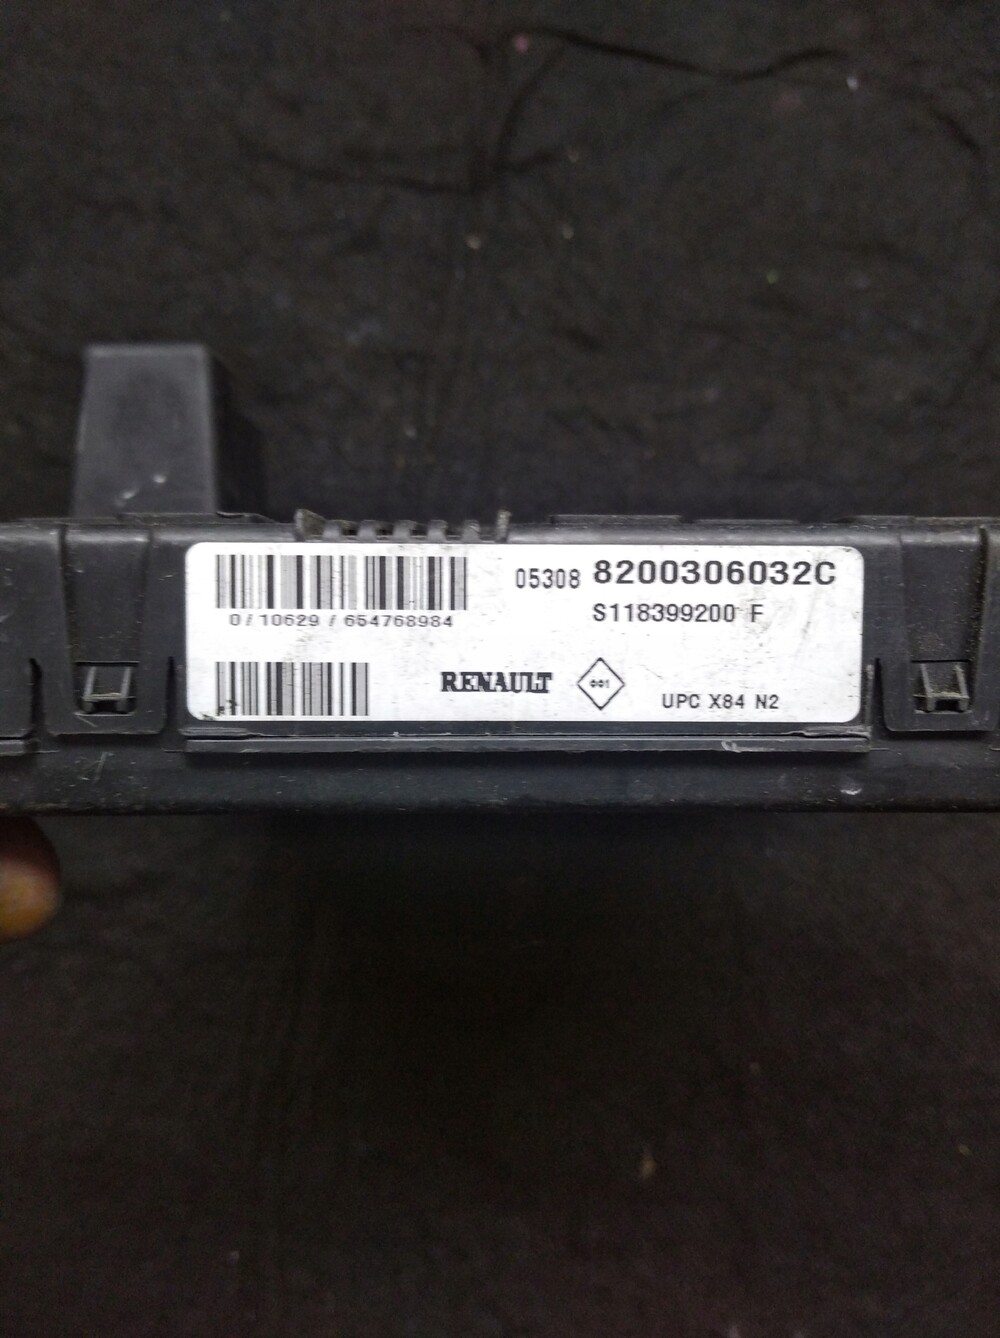 05308 8200306032C
S118399200 F
0/10629/654768984
RENAULT
UPC X84 N2